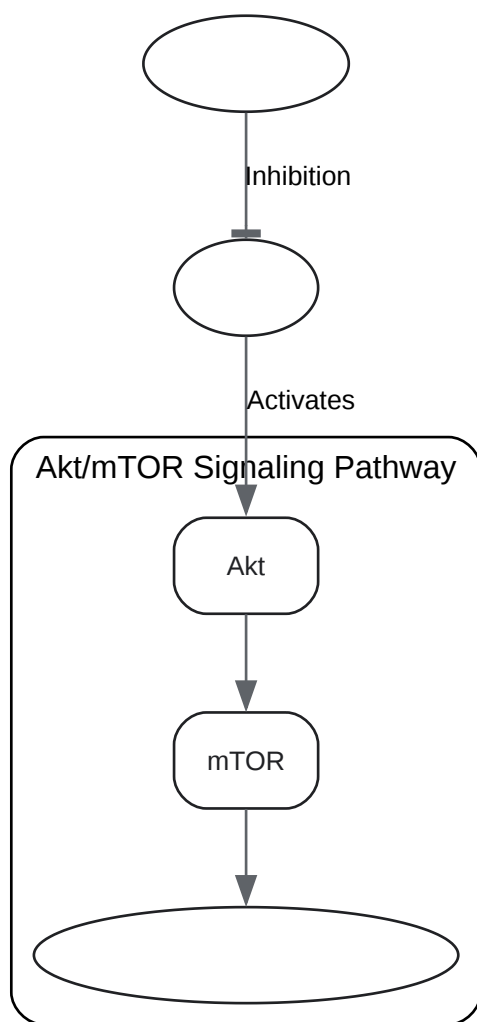 Inhibition
Activates
Akt/mTOR Signaling Pathway
Akt
mTOR